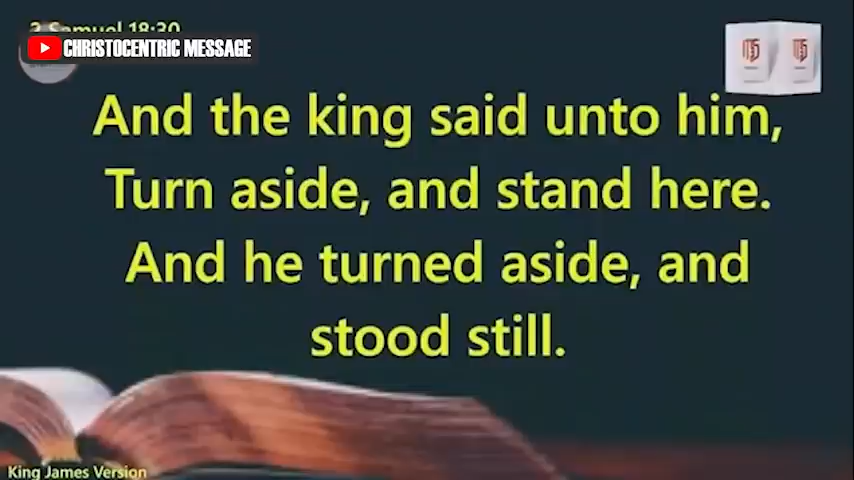 2 Samuel 18:30
CHRISTOCENTRIC MESSAGE
And the king said unto him,
Turn aside, and stand here.
And he turned aside, and
stood still.
King James Version